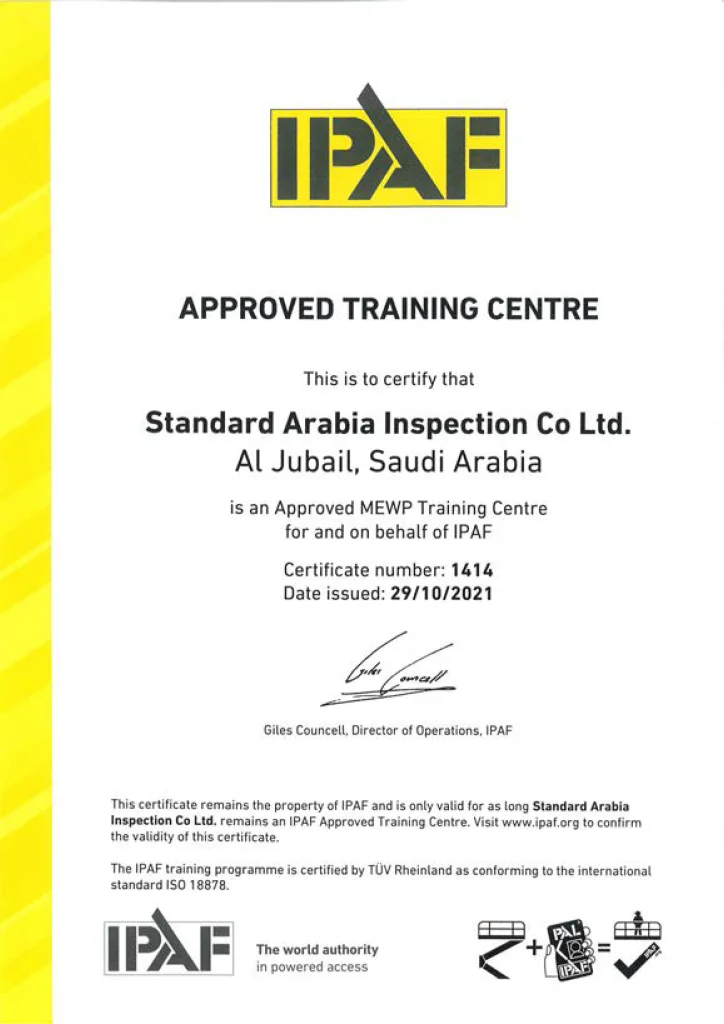 IPAF
APPROVED TRAINING CENTRE
This is to certify that
Standard Arabia Inspection Co Ltd.
Al Jubail, Saudi Arabia
is an Approved MEWP Training Centre
for and on behalf of IPAF
Certificate number: 1414
Date issued: 29/10/2021
Giles Councell
Giles Councell, Director of Operations, IPAF
This certificate remains the property of IPAF and is only valid for as long Standard Arabia
Inspection Co Ltd. remains an IPAF Approved Training Centre. Visit www.ipaf.org to confirm
the validity of this certificate.
The IPAF training programme is certified by TÜV Rheinland as conforming to the international
standard ISO 18878.
IPAF
The world authority
in powered access
PAL
+ =
IPAF
IPAF